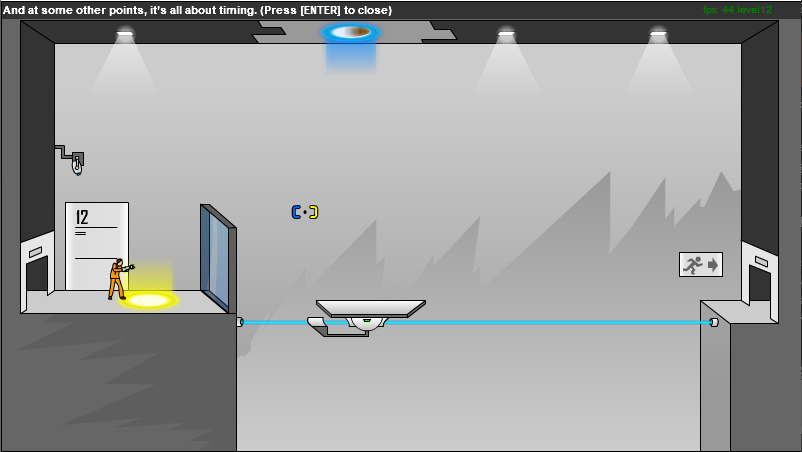 And at some other points, it's all about timing. (Press [ENTER] to close)
fps: 44 level 12
12